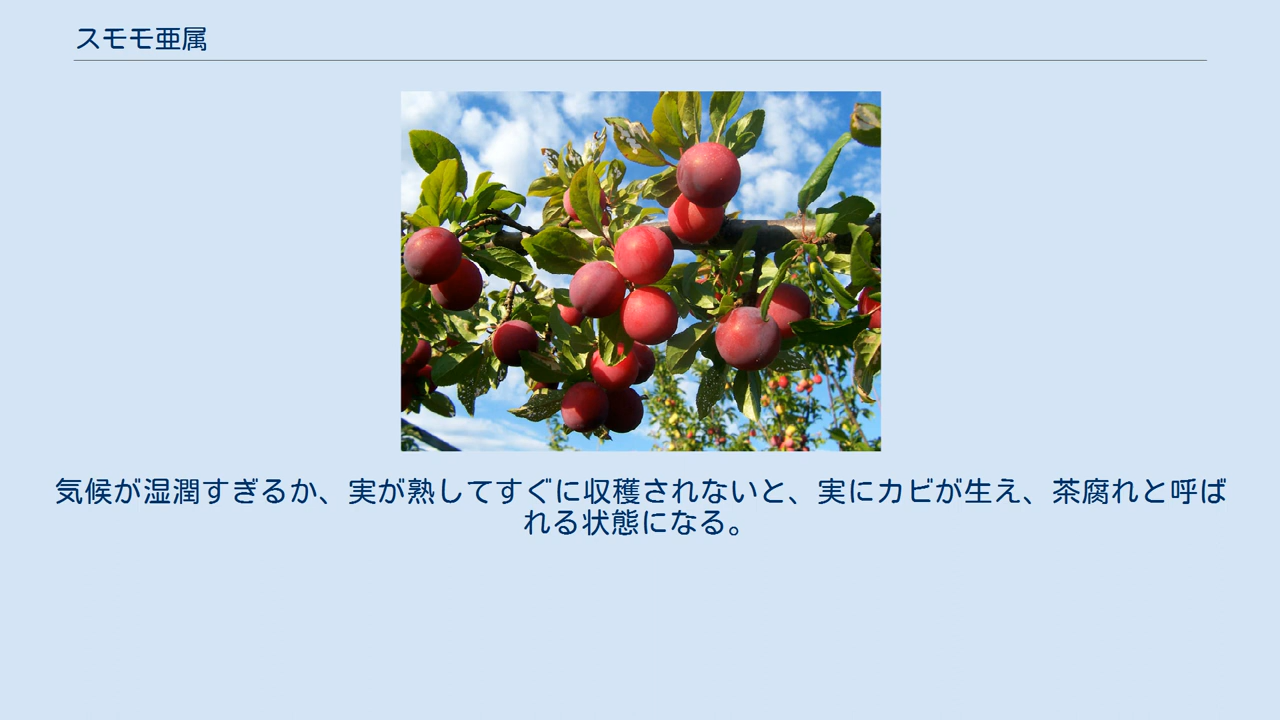 スモモ亜属
気候が湿潤すぎるか、実が熟してすぐに収穫されないと、実にカビが生え、茶腐れと呼ば
れる状態になる。